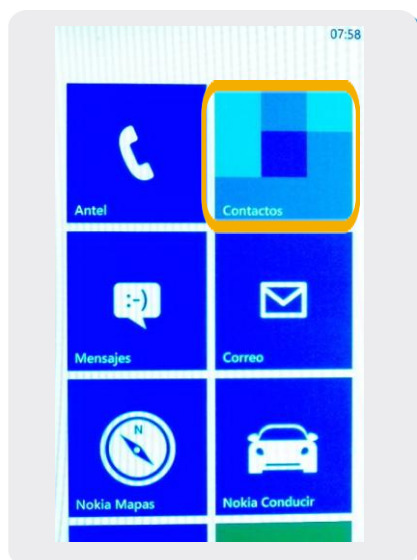 07:58
Antel
Contactos
:-)
Mensajes
Correo
N
Nokia Mapas
Nokia Conducir